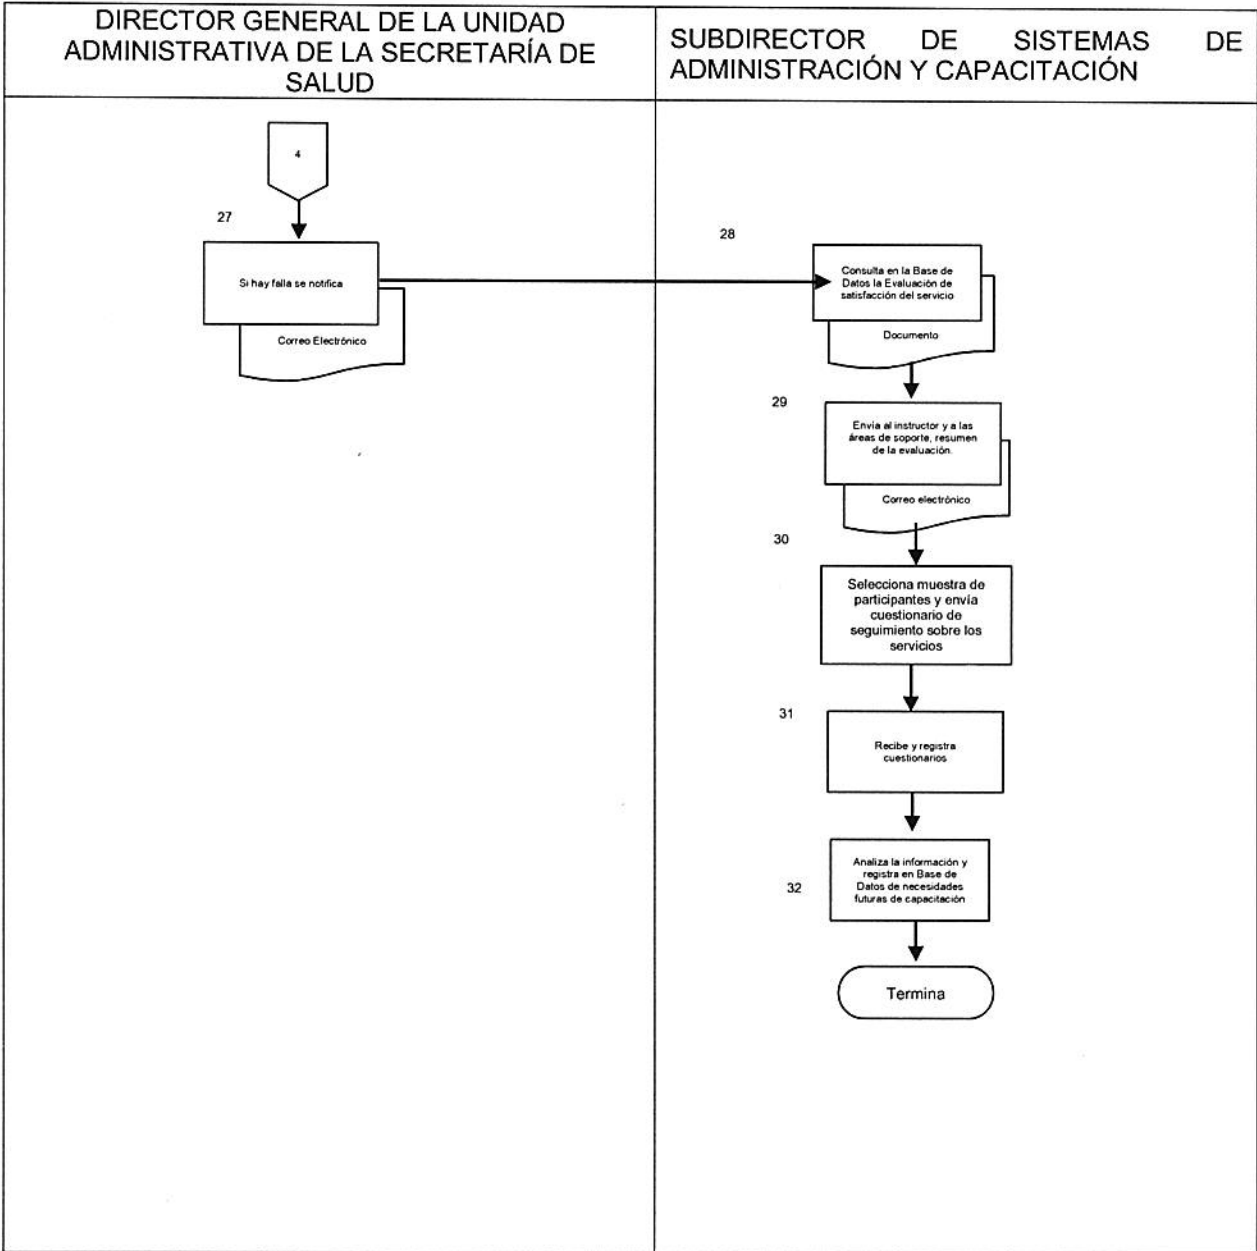 DIRECTOR GENERAL DE LA UNIDAD
ADMINISTRATIVA DE LA SECRETARÍA DE
SALUD
SUBDIRECTOR DE SISTEMAS DE
ADMINISTRACIÓN Y CAPACITACIÓN
4
27
Si hay falla se notifica
Correo Electrónico
28
Consulta en la Base de
Datos la Evaluación de
satisfacción del servicio
Documento
29
Envía al instructor y a las
áreas de soporte, resumen
de la evaluación.
Correo electrónico
30
Selecciona muestra de
participantes y envía
cuestionario de
seguimiento sobre los
servicios
31
Recibe y registra
cuestionarios
32
Analiza la información y
registra en Base de
Datos de necesidades
futuras de capacitación
Termina